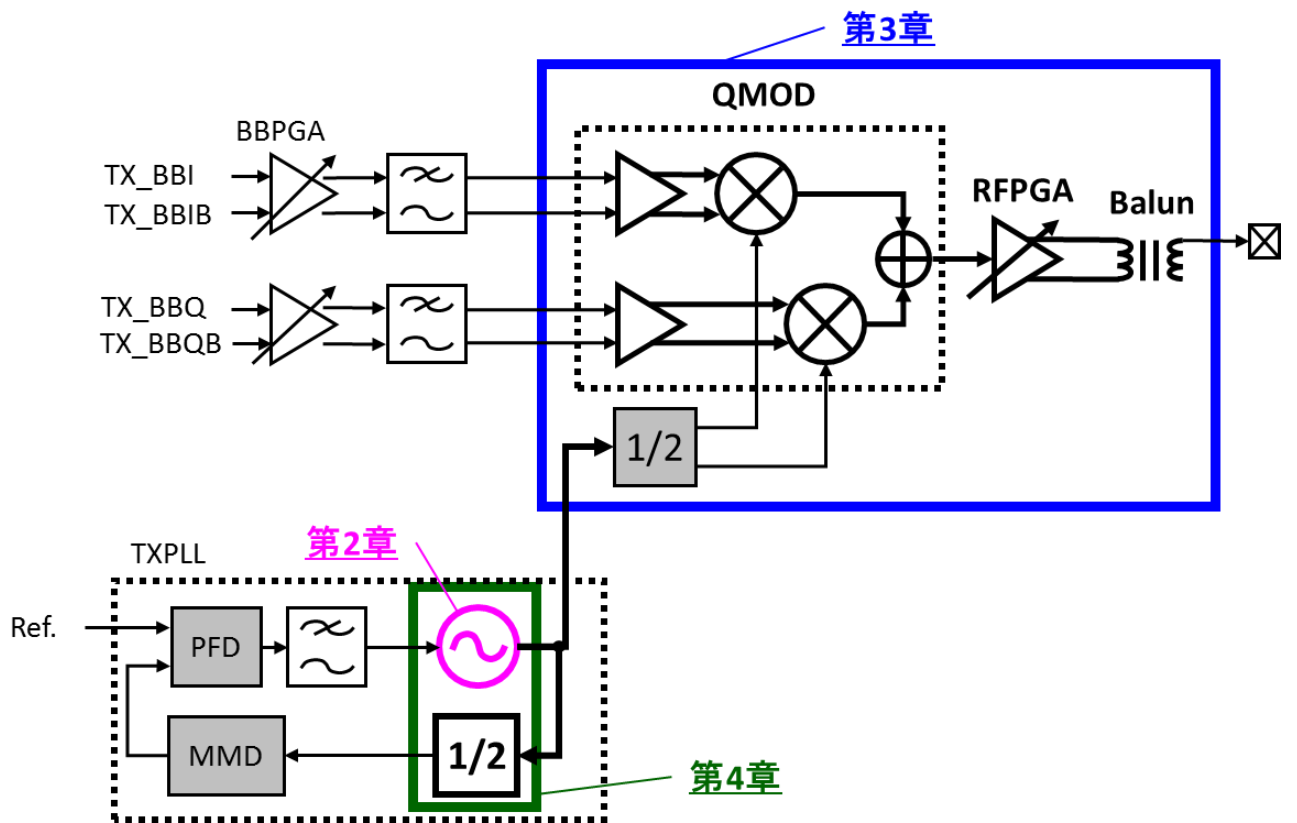 第3章
QMOD
BBPGA
TX_BBI
TX_BBIB
RFPGA
Balun
TX_BBQ
TX_BBQB
1/2
第2章
TXPLL
Ref.
PFD
MMD
1/2
第4章